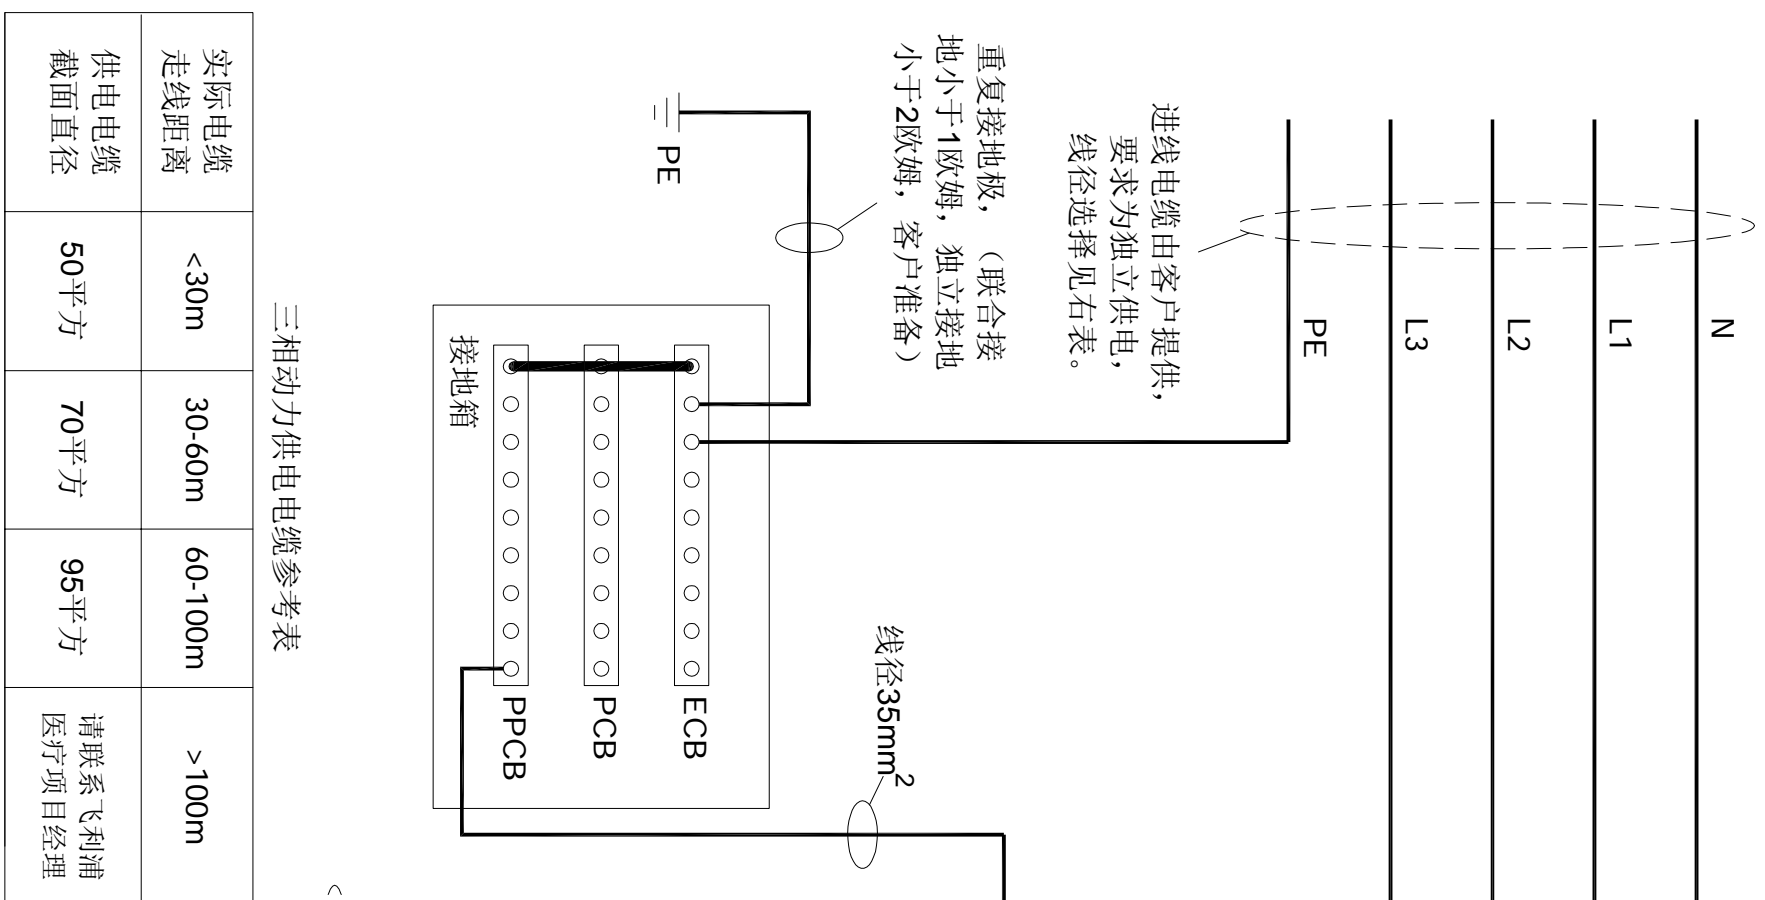 N
L1
L2
L3
PE
进线电缆由客户提供,
要求为独立供电,
线径选择见右表。
重复接地极, (联合接
地小于1欧姆, 独立接地
小于2欧姆, 客户准备)
PE
线径35mm²
ECB
PCB
PPCB
接地箱
三相动力供电电缆参考表
实际电缆
走线距离
<30m
30-60m
60-100m
>100m
供电电缆
截面直径
50平方
70平方
95平方
请联系飞利浦
医疗项目经理